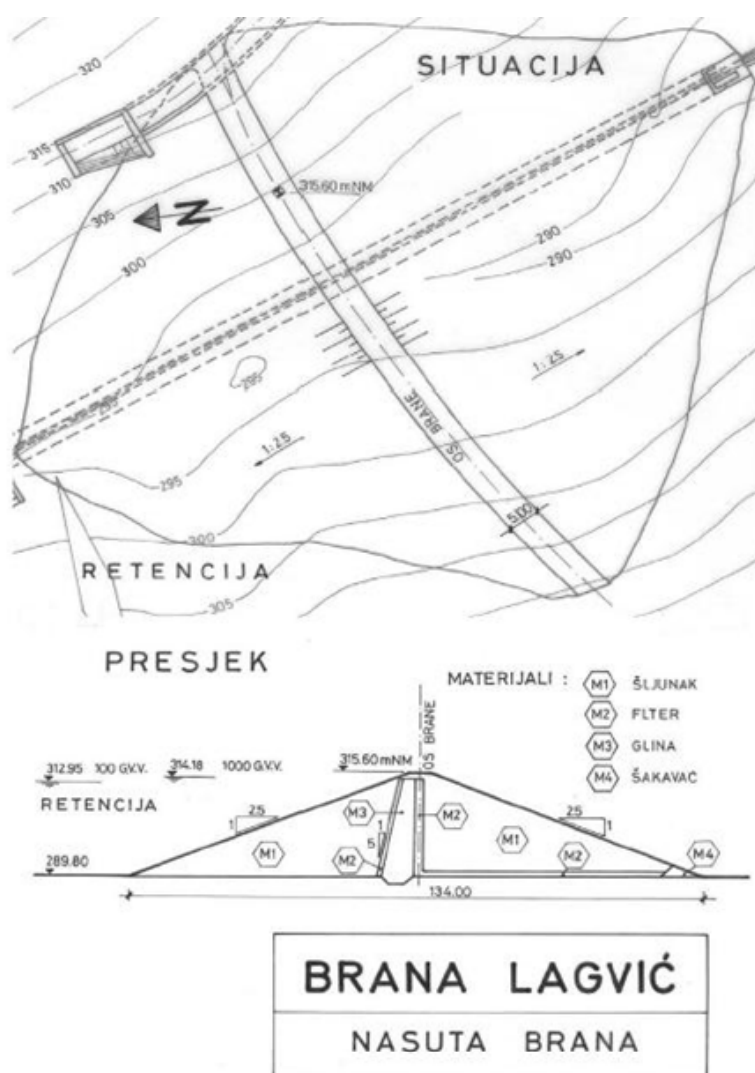 SITUACIJA
320
315
310
305
300
295
295
295
300
305
290
290
315.60 mNM
N
1:2.5
1:2.5
OS BRANE
5.00
RETENCIJA
PRESJEK
MATERIJALI :
M1 ŠLJUNAK
M2 FLTER
M3 GLINA
M4 ŠAKAVAC
OS BRANE
315.60 mNM
312.95 100 G.V.V.
314.18 1000 G.V.V.
RETENCIJA
2.5
1
2.5
1
M3
M2
1
5
M1
M1
M2
M2
M4
289.80
134.00
BRANA LAGVIĆ
NASUTA BRANA